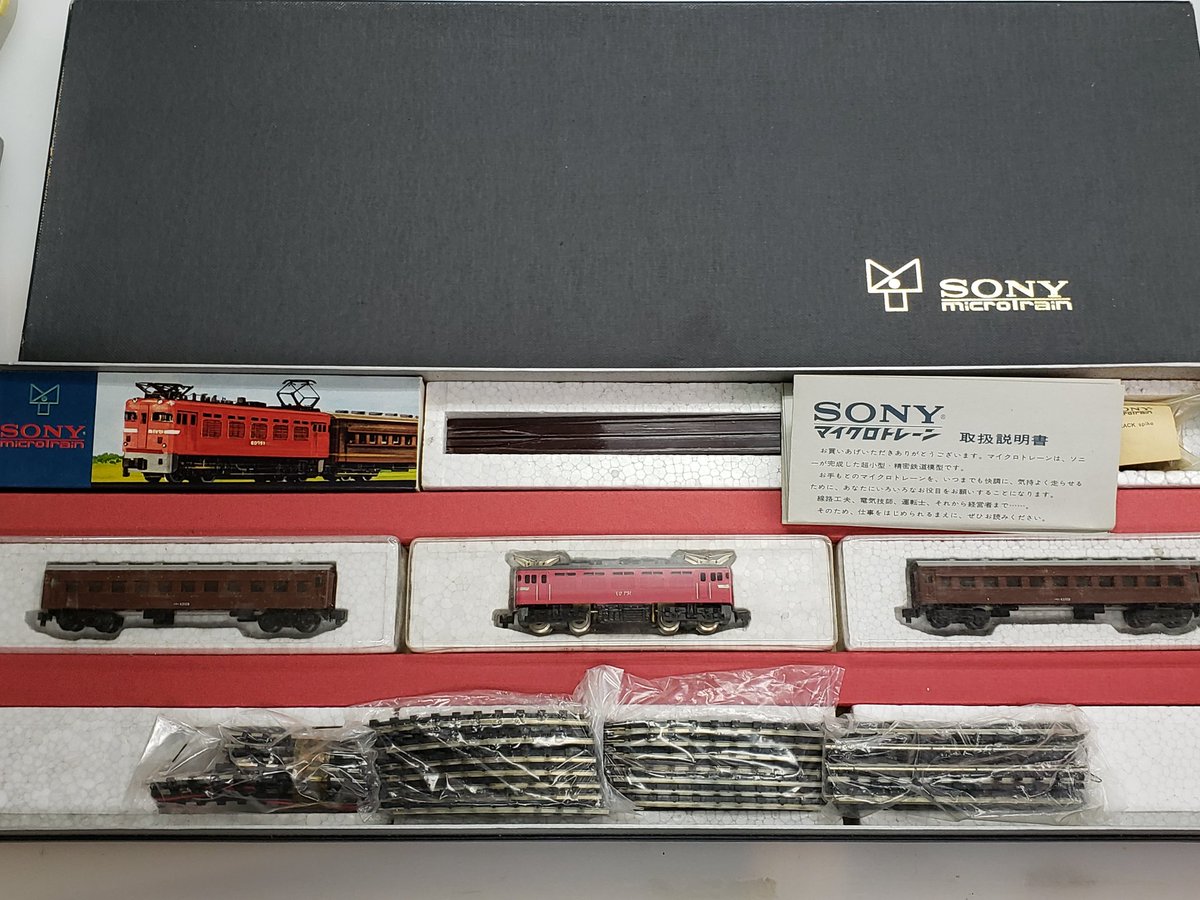 SONY
microTrain
SONY
microTrain
ED751
SONY®
マイクロトレーン 取扱説明書
お買いあげいただきありがとうございます。マイクロトレーンは、ソニ
ーが完成した超小型・精密鉄道模型です。
お手もとのマイクロトレーンを、いつまでも快調に、気持よく走らせる
ために、あなたにいろいろなお役目をお願いすることになります。
線路工夫、電気技師、運転士、それから経営者まで……。
そのため、仕事をはじめられるまえに、ぜひお読みください。
spike
ED751